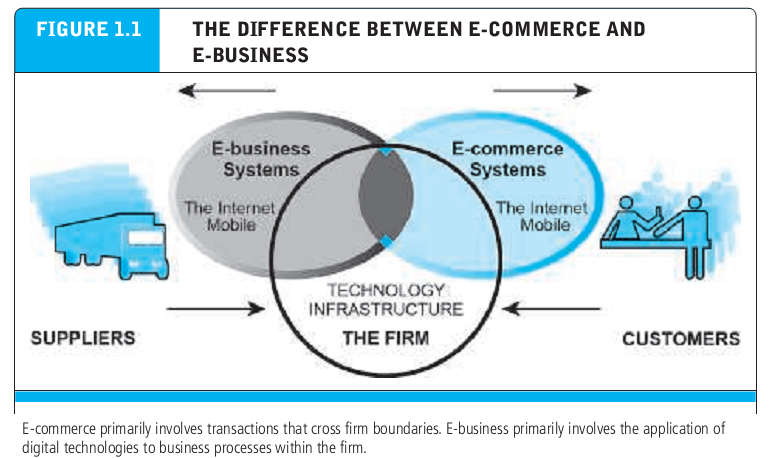 FIGURE 1.1
THE DIFFERENCE BETWEEN E-COMMERCE AND
E-BUSINESS
E-business
Systems
The Internet
Mobile
E-commerce
Systems
The Internet
Mobile
TECHNOLOGY
INFRASTRUCTURE
THE FIRM
SUPPLIERS
CUSTOMERS
E-commerce primarily involves transactions that cross firm boundaries. E-business primarily involves the application of
digital technologies to business processes within the firm.